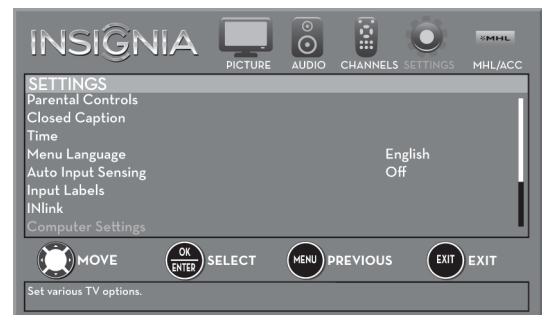 INSIGNIA
MHL
PICTURE AUDIO CHANNELS SETTINGS MHL/ACC
SETTINGS
Parental Controls
Closed Caption
Time
Menu Language English
Auto Input Sensing Off
Input Labels
INlink
Computer Settings
MOVE OK ENTER SELECT MENU PREVIOUS EXIT EXIT
Set various TV options.